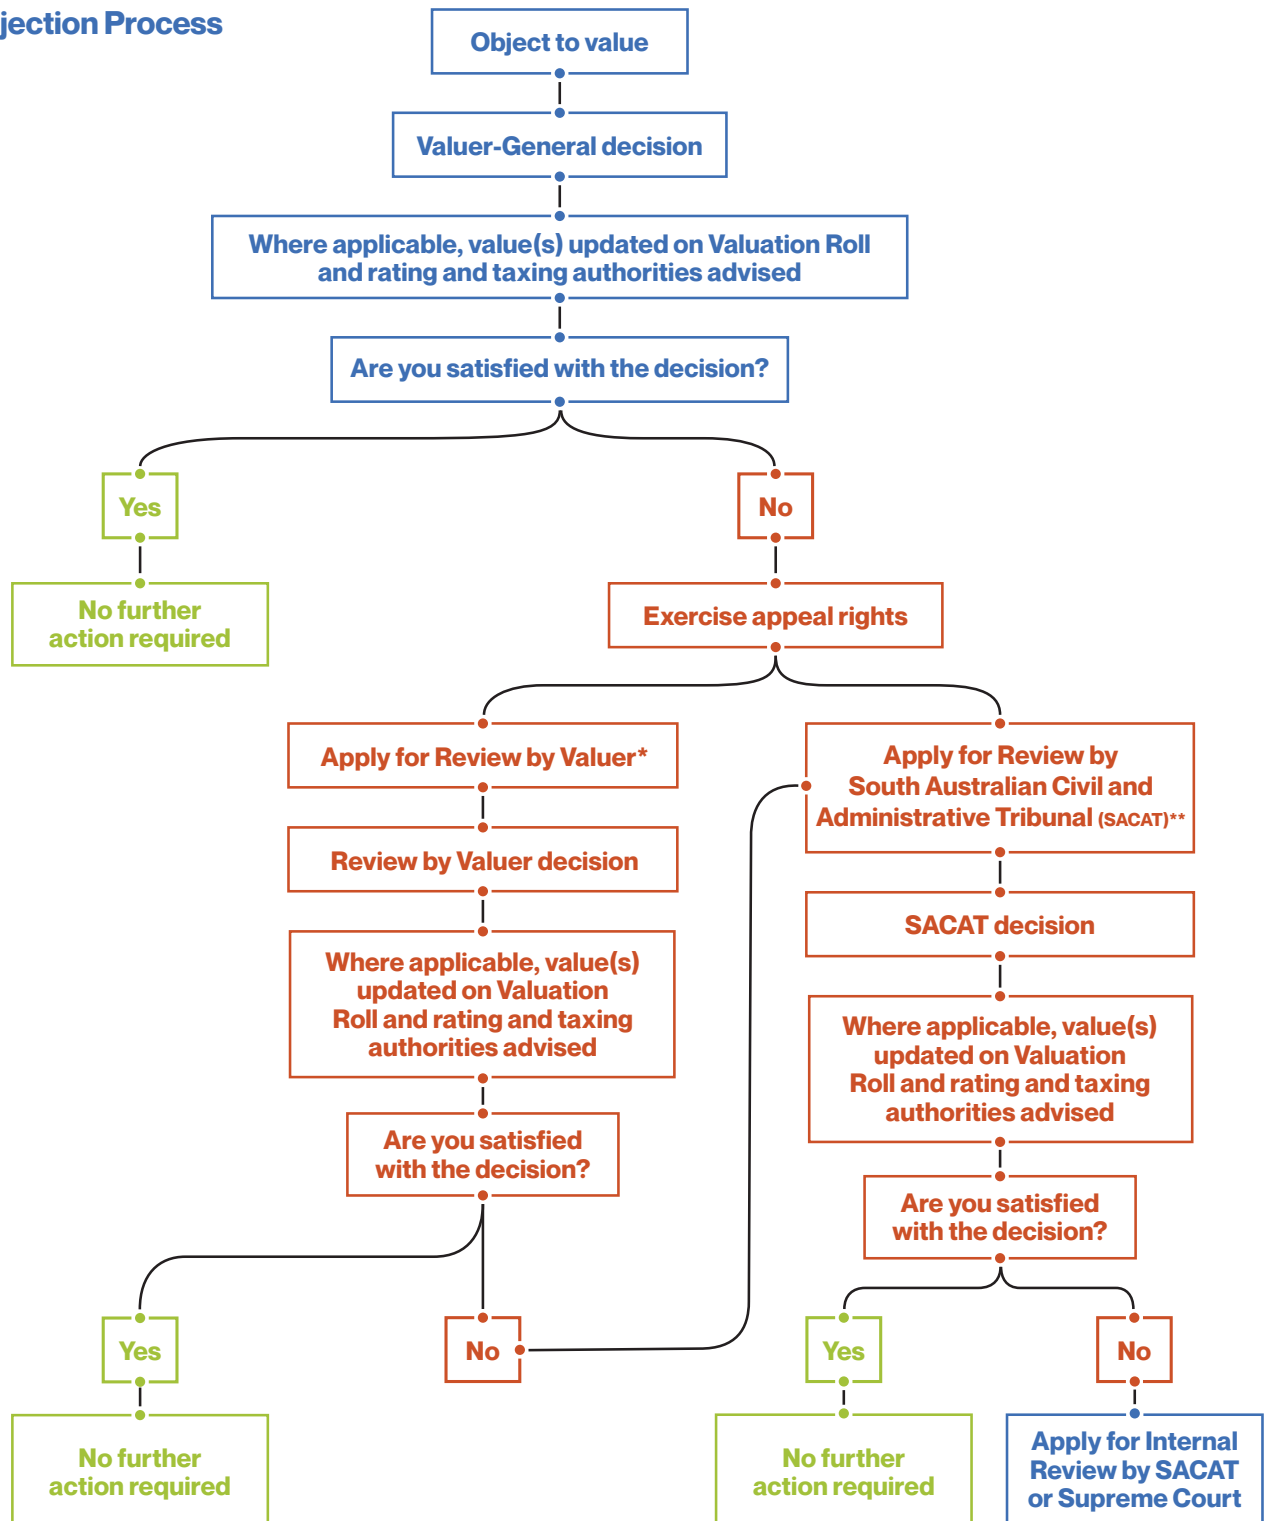 jection Process
Object to value
Valuer-General decision
Where applicable, value(s) updated on Valuation Roll
and rating and taxing authorities advised
Are you satisfied with the decision?
Yes
No
No further
action required
Exercise appeal rights
Apply for Review by Valuer*
Review by Valuer decision
Where applicable, value(s)
updated on Valuation
Roll and rating and taxing
authorities advised
Are you satisfied
with the decision?
Yes
No
No further
action required
Apply for Review by
South Australian Civil and
Administrative Tribunal (SACAT)**
SACAT decision
Where applicable, value(s)
updated on Valuation
Roll and rating and taxing
authorities advised
Are you satisfied
with the decision?
Yes
No
No further
action required
Apply for Internal
Review by SACAT
or Supreme Court